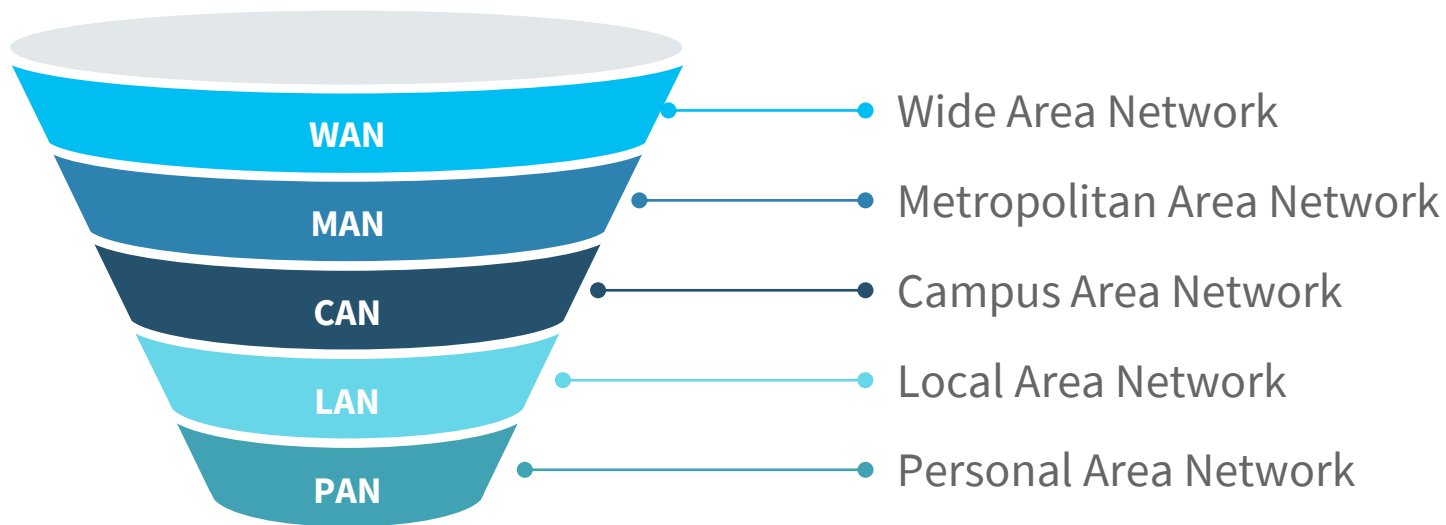 WAN
Wide Area Network
MAN
Metropolitan Area Network
CAN
Campus Area Network
LAN
Local Area Network
PAN
Personal Area Network